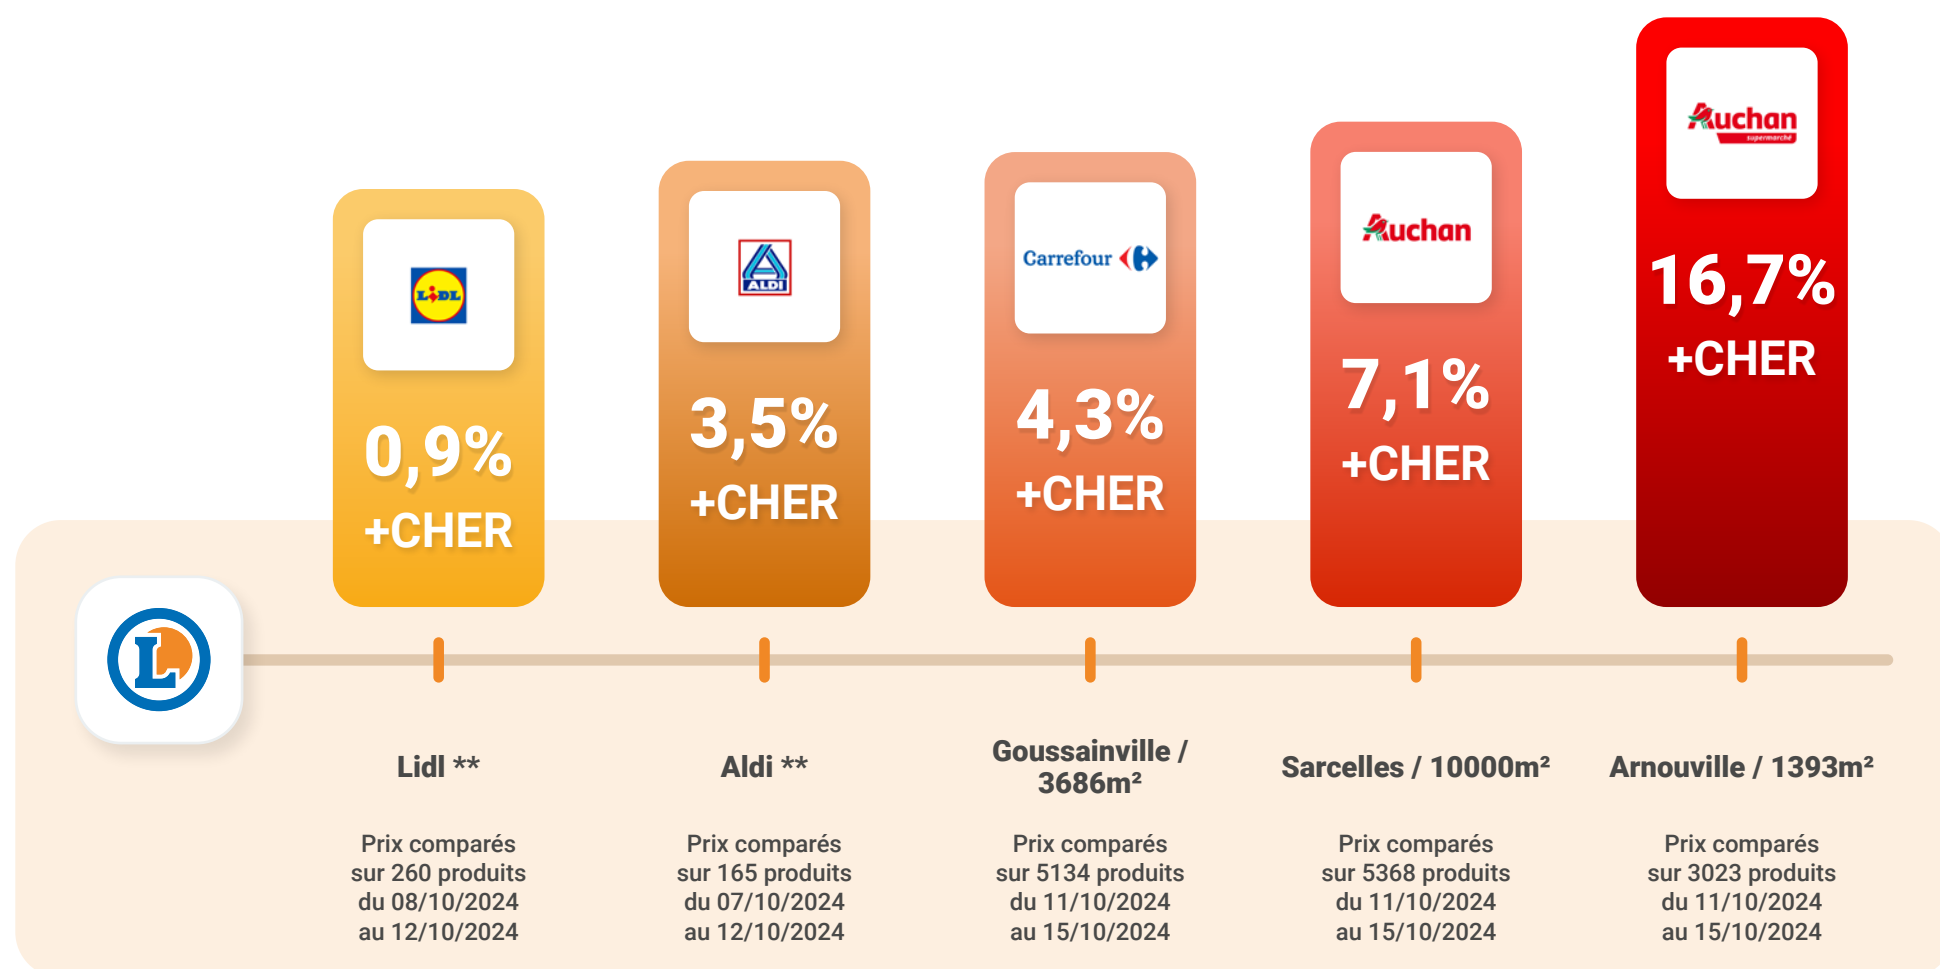 LIDL
0,9%
+CHER
ALDI
3,5%
+CHER
Carrefour
4,3%
+CHER
Auchan
7,1%
+CHER
Auchan
supermarché
16,7%
+CHER
L
Lidl **
Prix comparés
sur 260 produits
du 08/10/2024
au 12/10/2024
Aldi **
Prix comparés
sur 165 produits
du 07/10/2024
au 12/10/2024
Goussainville /
3686m²
Prix comparés
sur 5134 produits
du 11/10/2024
au 15/10/2024
Sarcelles / 10000m²
Prix comparés
sur 5368 produits
du 11/10/2024
au 15/10/2024
Arnouville / 1393m²
Prix comparés
sur 3023 produits
du 11/10/2024
au 15/10/2024